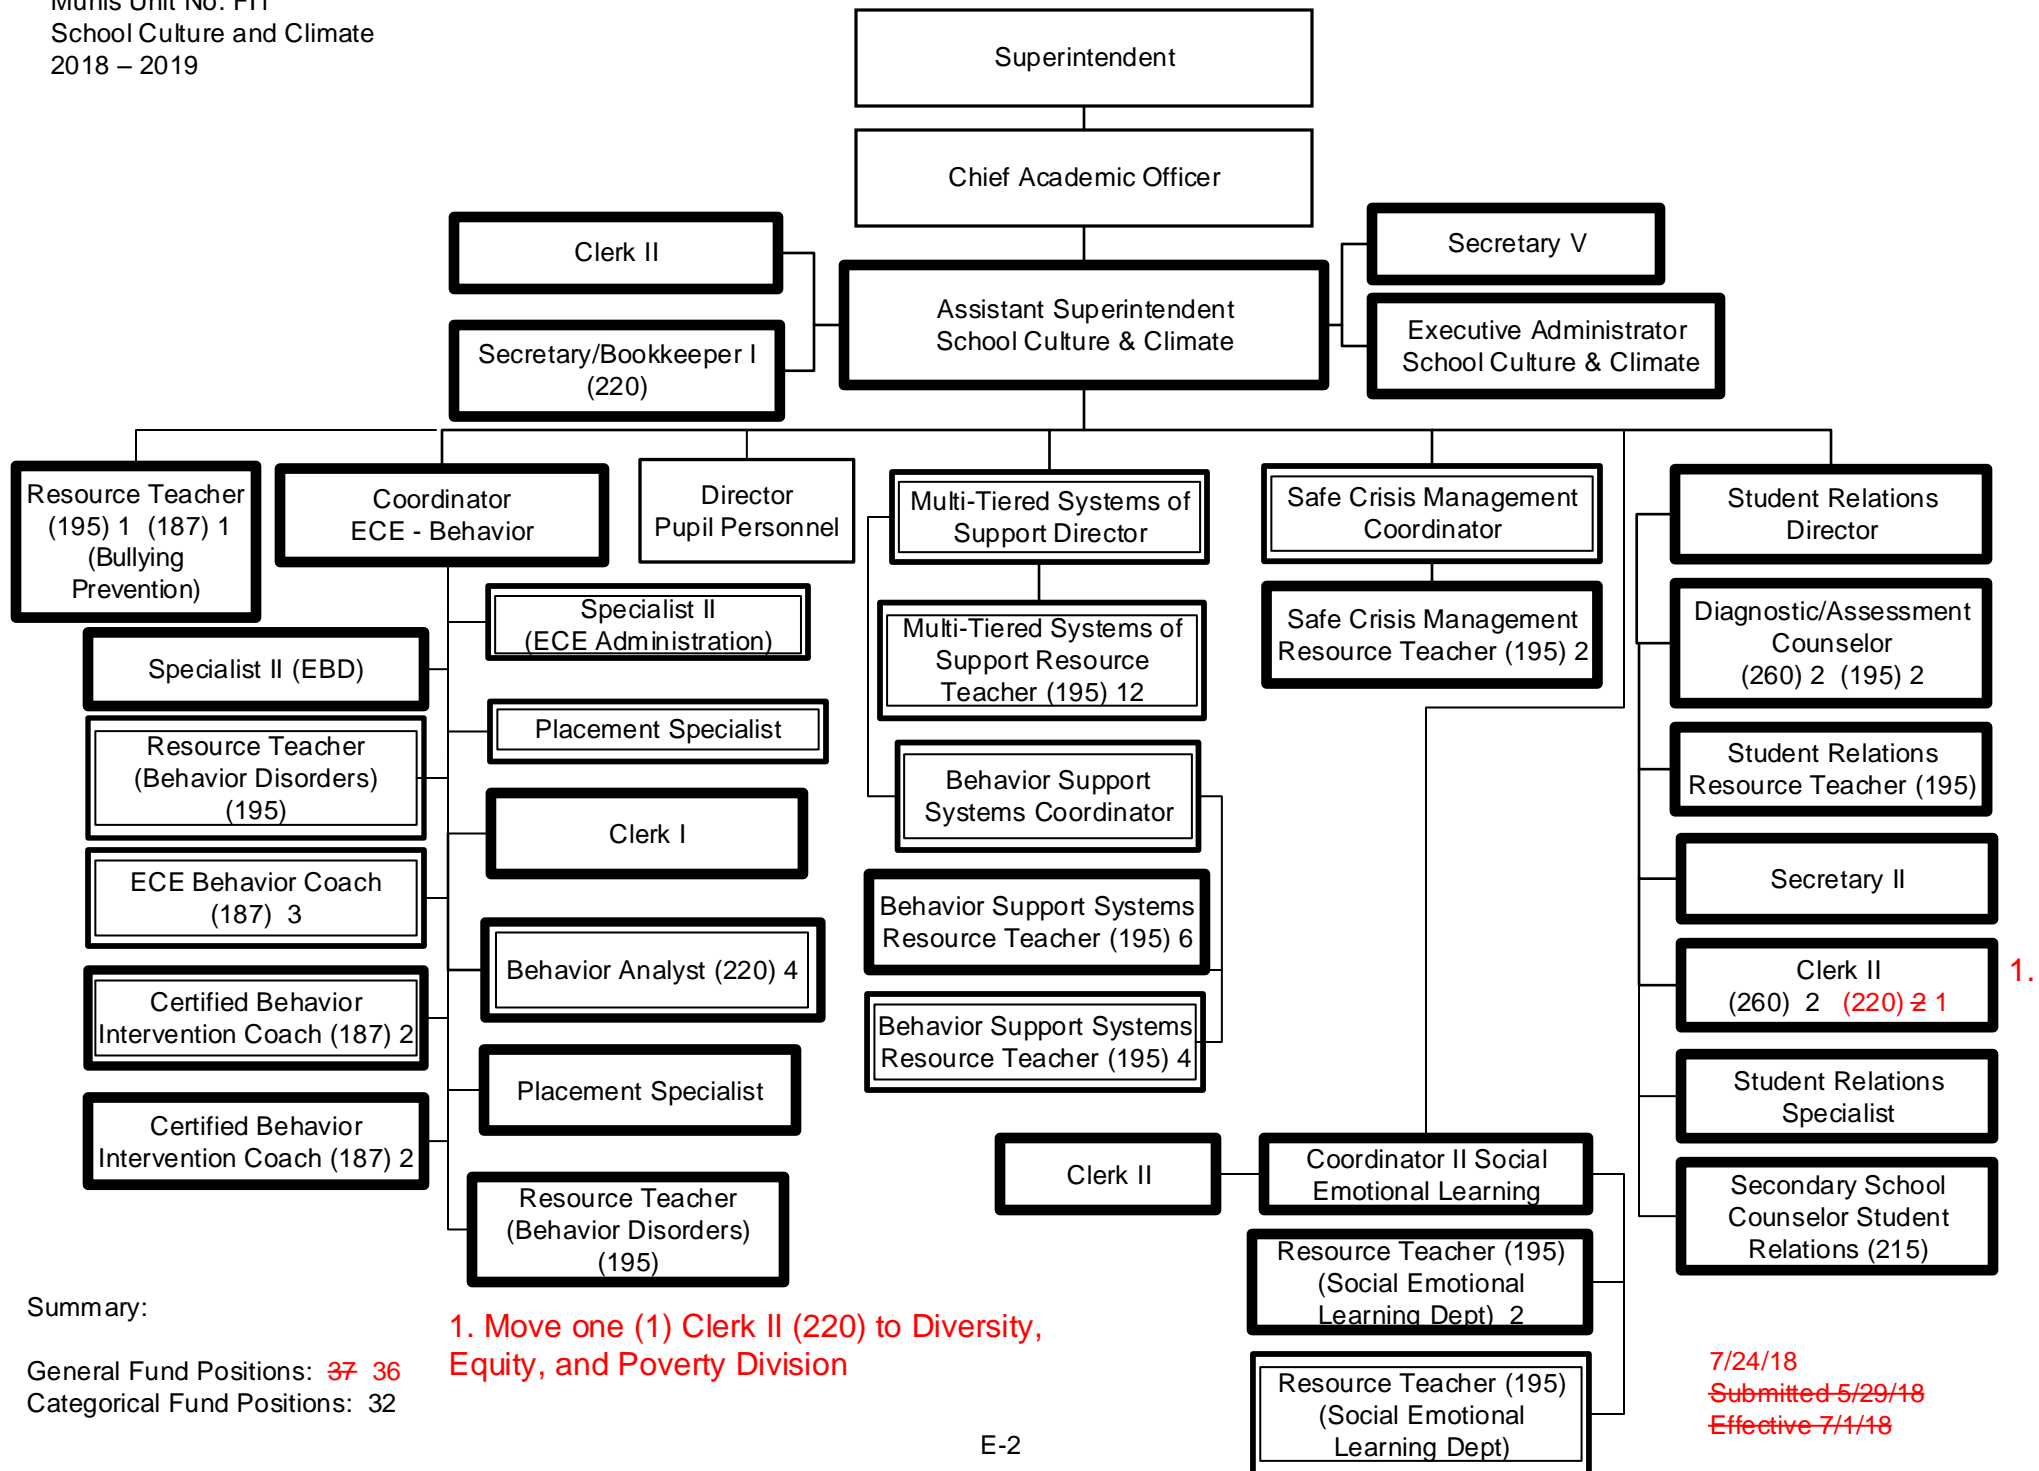 Munis Unit No. FI1
School Culture and Climate
2018 – 2019
Superintendent
Chief Academic Officer
Clerk II
Secretary/Bookkeeper I
(220)
Assistant Superintendent
School Culture & Climate
Secretary V
Executive Administrator
School Culture & Climate
Resource Teacher
(195) 1 (187) 1
(Bullying
Prevention)
Coordinator
ECE - Behavior
Director
Pupil Personnel
Multi-Tiered Systems of
Support Director
Safe Crisis Management
Coordinator
Student Relations
Director
Specialist II
(ECE Administration)
Specialist II (EBD)
Placement Specialist
Resource Teacher
(Behavior Disorders)
(195)
Clerk I
ECE Behavior Coach
(187) 3
Behavior Analyst (220) 4
Certified Behavior
Intervention Coach (187) 2
Placement Specialist
Certified Behavior
Intervention Coach (187) 2
Resource Teacher
(Behavior Disorders)
(195)
Multi-Tiered Systems of
Support Resource
Teacher (195) 12
Behavior Support
Systems Coordinator
Behavior Support Systems
Resource Teacher (195) 6
Behavior Support Systems
Resource Teacher (195) 4
Safe Crisis Management
Resource Teacher (195) 2
Clerk II
Coordinator II Social
Emotional Learning
Resource Teacher (195)
(Social Emotional
Learning Dept) 2
Resource Teacher (195)
(Social Emotional
Learning Dept)
Diagnostic/Assessment
Counselor
(260) 2 (195) 2
Student Relations
Resource Teacher (195)
Secretary II
Clerk II
(260) 2 (220) 2 1
1.
Student Relations
Specialist
Secondary School
Counselor Student
Relations (215)
Summary:
General Fund Positions: 37 36
Categorical Fund Positions: 32
1. Move one (1) Clerk II (220) to Diversity,
Equity, and Poverty Division
7/24/18
Submitted 5/29/18
Effective 7/1/18
E-2